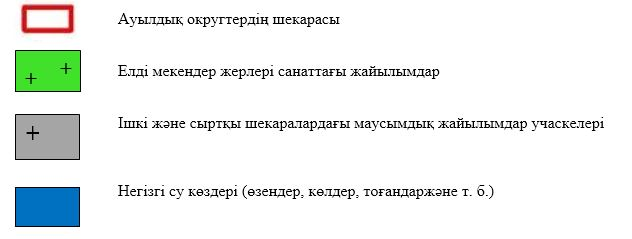 Ауылдық округтердің шекарасы
Елді мекендер жерлері санаттағы жайылымдар
Ішкі және сыртқы шекаралардағы маусымдық жайылымдар учаскелері
Негізгі су көздері (өзендер, көлдер, тоғандаржәне т. б.)